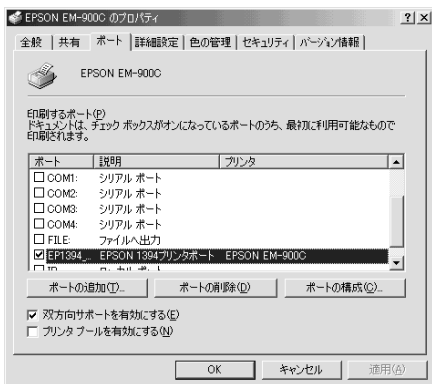 EPSON EM-900C のプロパティ
全般 共有 ポート 詳細設定 色の管理 セキュリティ バージョン情報
EPSON EM-900C
印刷するポート(P)
ドキュメントは、チェック ボックスがオンになっているポートのうち、最初に利用可能なもので
印刷されます。
ポート 説明 プリンタ
COM1: シリアル ポート
COM2: シリアル ポート
COM3: シリアル ポート
COM4: シリアル ポート
FILE: ファイルへ出力
EP1394_... EPSON 1394プリンタポート EPSON EM-900C
ポートの追加(T)... ポートの削除(D) ポートの構成(C)...
双方向サポートを有効にする(E)
プリンタ プールを有効にする(N)
OK キャンセル 適用(A)